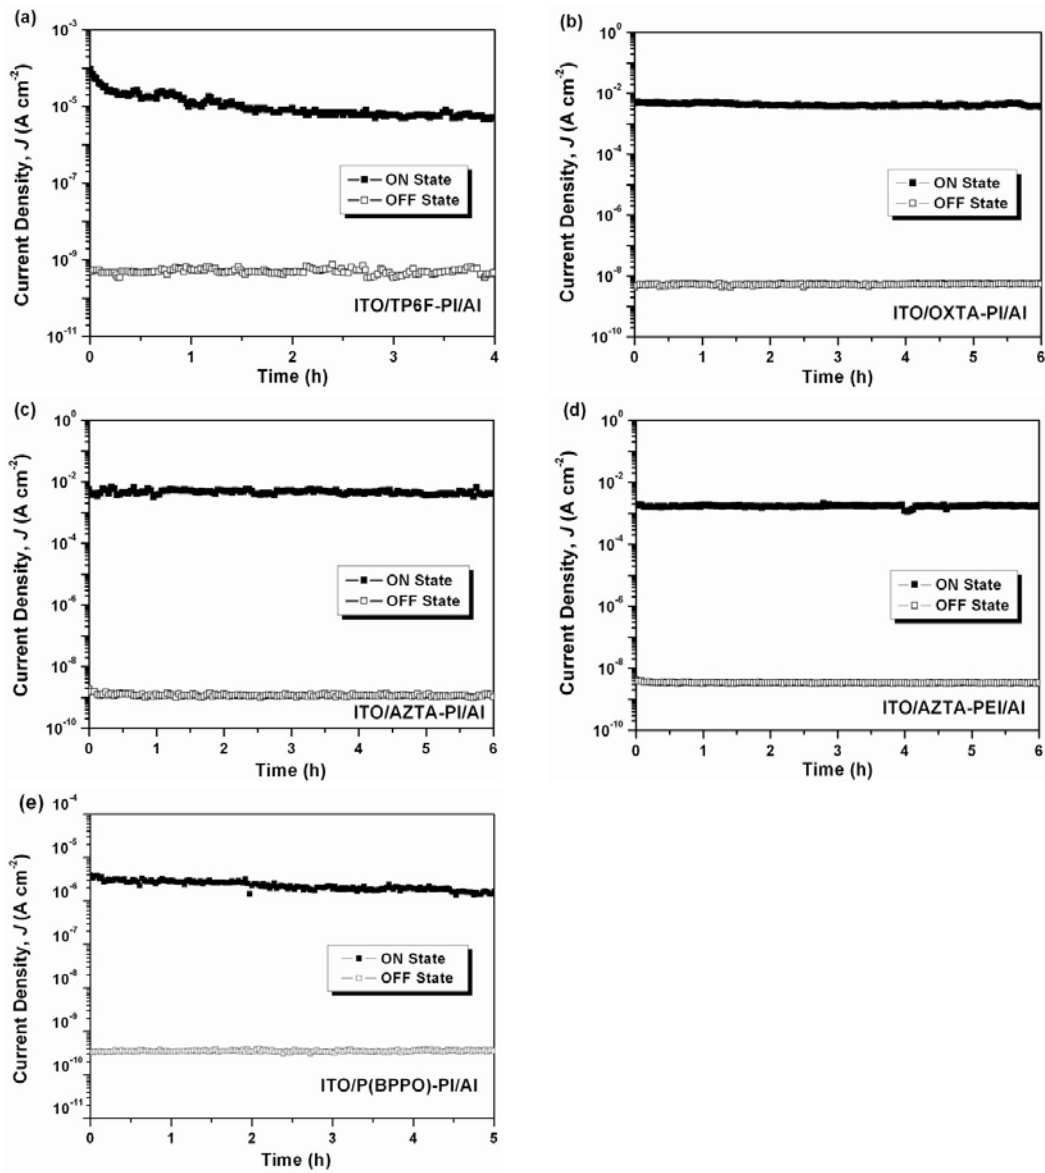 (a)
10⁻³
10⁻⁵
10⁻⁷
10⁻⁹
10⁻¹¹
Current Density, J (A cm⁻²)
ON State
OFF State
ITO/TP6F-PI/Al
0 1 2 3 4
Time (h)
(b)
10⁰
10⁻²
10⁻⁴
10⁻⁶
10⁻⁸
10⁻¹⁰
Current Density, J (A cm⁻²)
ON State
OFF State
ITO/OXTA-PI/Al
0 1 2 3 4 5 6
Time (h)
(c)
10⁰
10⁻²
10⁻⁴
10⁻⁶
10⁻⁸
10⁻¹⁰
Current Density, J (A cm⁻²)
ON State
OFF State
ITO/AZTA-PI/Al
0 1 2 3 4 5 6
Time (h)
(d)
10⁰
10⁻²
10⁻⁴
10⁻⁶
10⁻⁸
10⁻¹⁰
Current Density, J (A cm⁻²)
ON State
OFF State
ITO/AZTA-PEI/Al
0 1 2 3 4 5 6
Time (h)
(e)
10⁻⁴
10⁻⁵
10⁻⁶
10⁻⁷
10⁻⁸
10⁻⁹
10⁻¹⁰
10⁻¹¹
Current Density, J (A cm⁻²)
ON State
OFF State
ITO/P(BPPO)-PI/Al
0 1 2 3 4 5
Time (h)